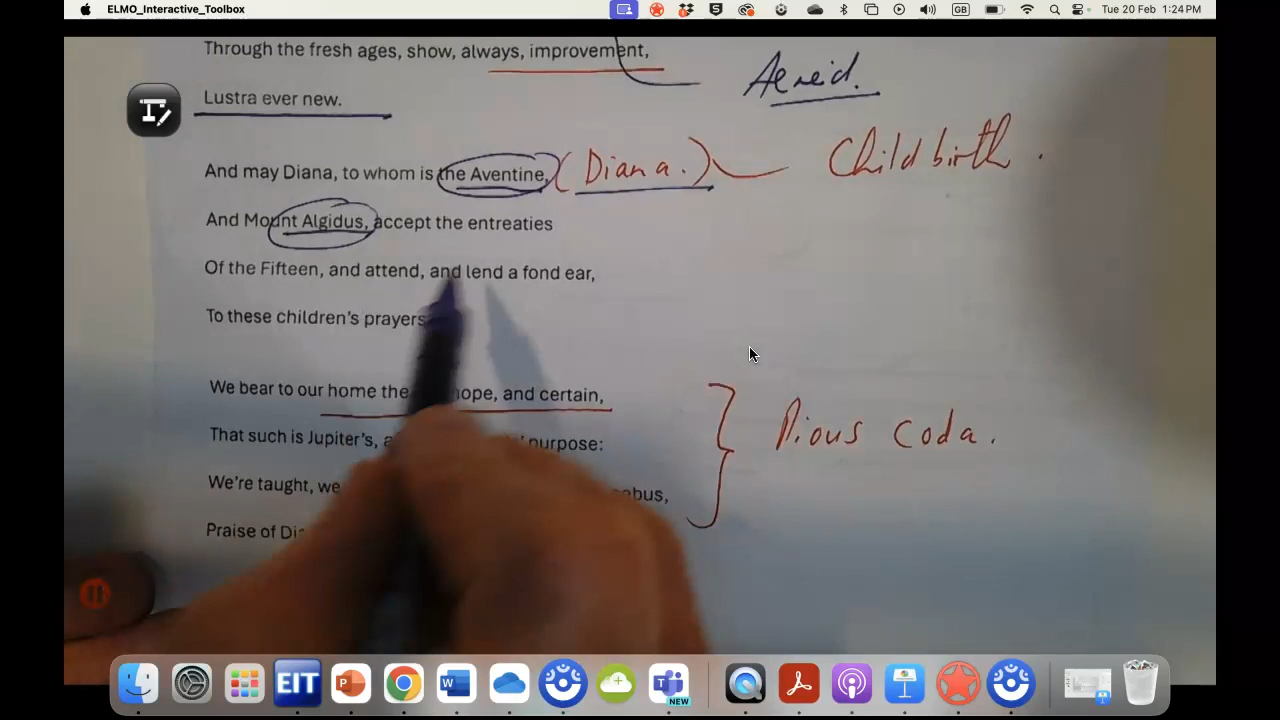 ELMO_Interactive_Toolbox
GB
Tue 20 Feb 1:24 PM
Through the fresh ages, show, always, improvement,
Aeneid.
Lustra ever new.
And may Diana, to whom is the Aventine, (Diana.) Childbirth.
And Mount Algidus, accept the entreaties
Of the Fifteen, and attend, and lend a fond ear,
To these children's prayers
We bear to our home the hope, and certain,
That such is Jupiter's, purpose:
Pious coda.
We're taught, we
Praise of
EIT
NEW